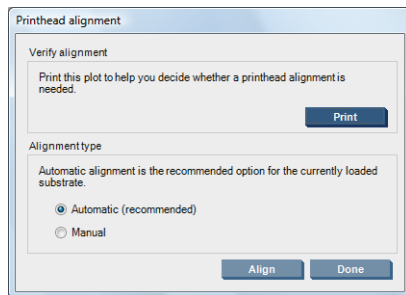 Printhead alignment
Verify alignment
Print this plot to help you decide whether a printhead alignment is
needed.
Print
Alignment type
Automatic alignment is the recommended option for the currently loaded
substrate.
Automatic (recommended)
Manual
Align Done